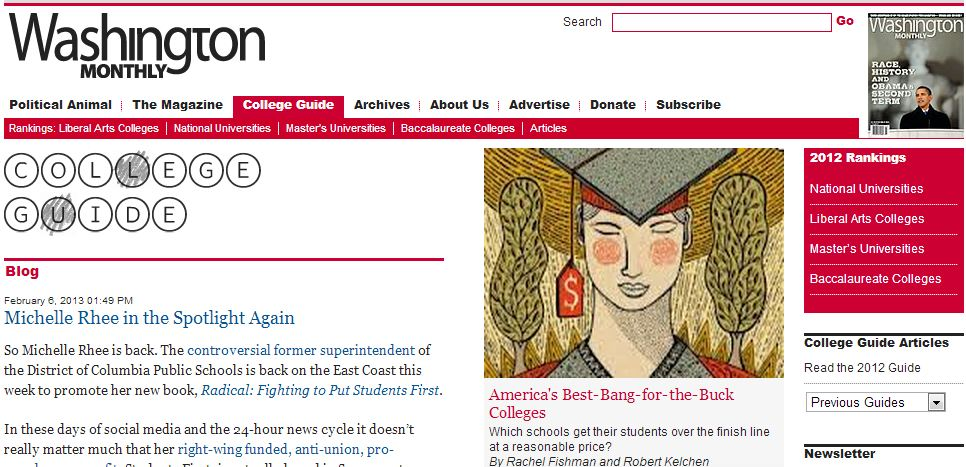 Washington
MONTHLY
Search
Go
Washington
MONTHLY
RACE,
HISTORY
AND
OBAMA'S
SECOND
TERM
Political Animal
The Magazine
College Guide
Archives
About Us
Advertise
Donate
Subscribe
Rankings: Liberal Arts Colleges
National Universities
Master's Universities
Baccalaureate Colleges
Articles
COLLEGE
GUIDE
Blog
February 6, 2013 01:49 PM
Michelle Rhee in the Spotlight Again
So Michelle Rhee is back. The controversial former superintendent of
the District of Columbia Public Schools is back on the East Coast this
week to promote her new book, Radical: Fighting to Put Students First.
In these days of social media and the 24-hour news cycle it doesn't
really matter much that her right-wing funded, anti-union, pro-
$
America's Best-Bang-for-the-Buck
Colleges
Which schools get their students over the finish line
at a reasonable price?
By Rachel Fishman and Robert Kelchen
2012 Rankings
National Universities
Liberal Arts Colleges
Master's Universities
Baccalaureate Colleges
College Guide Articles
Read the 2012 Guide
Previous Guides
Newsletter